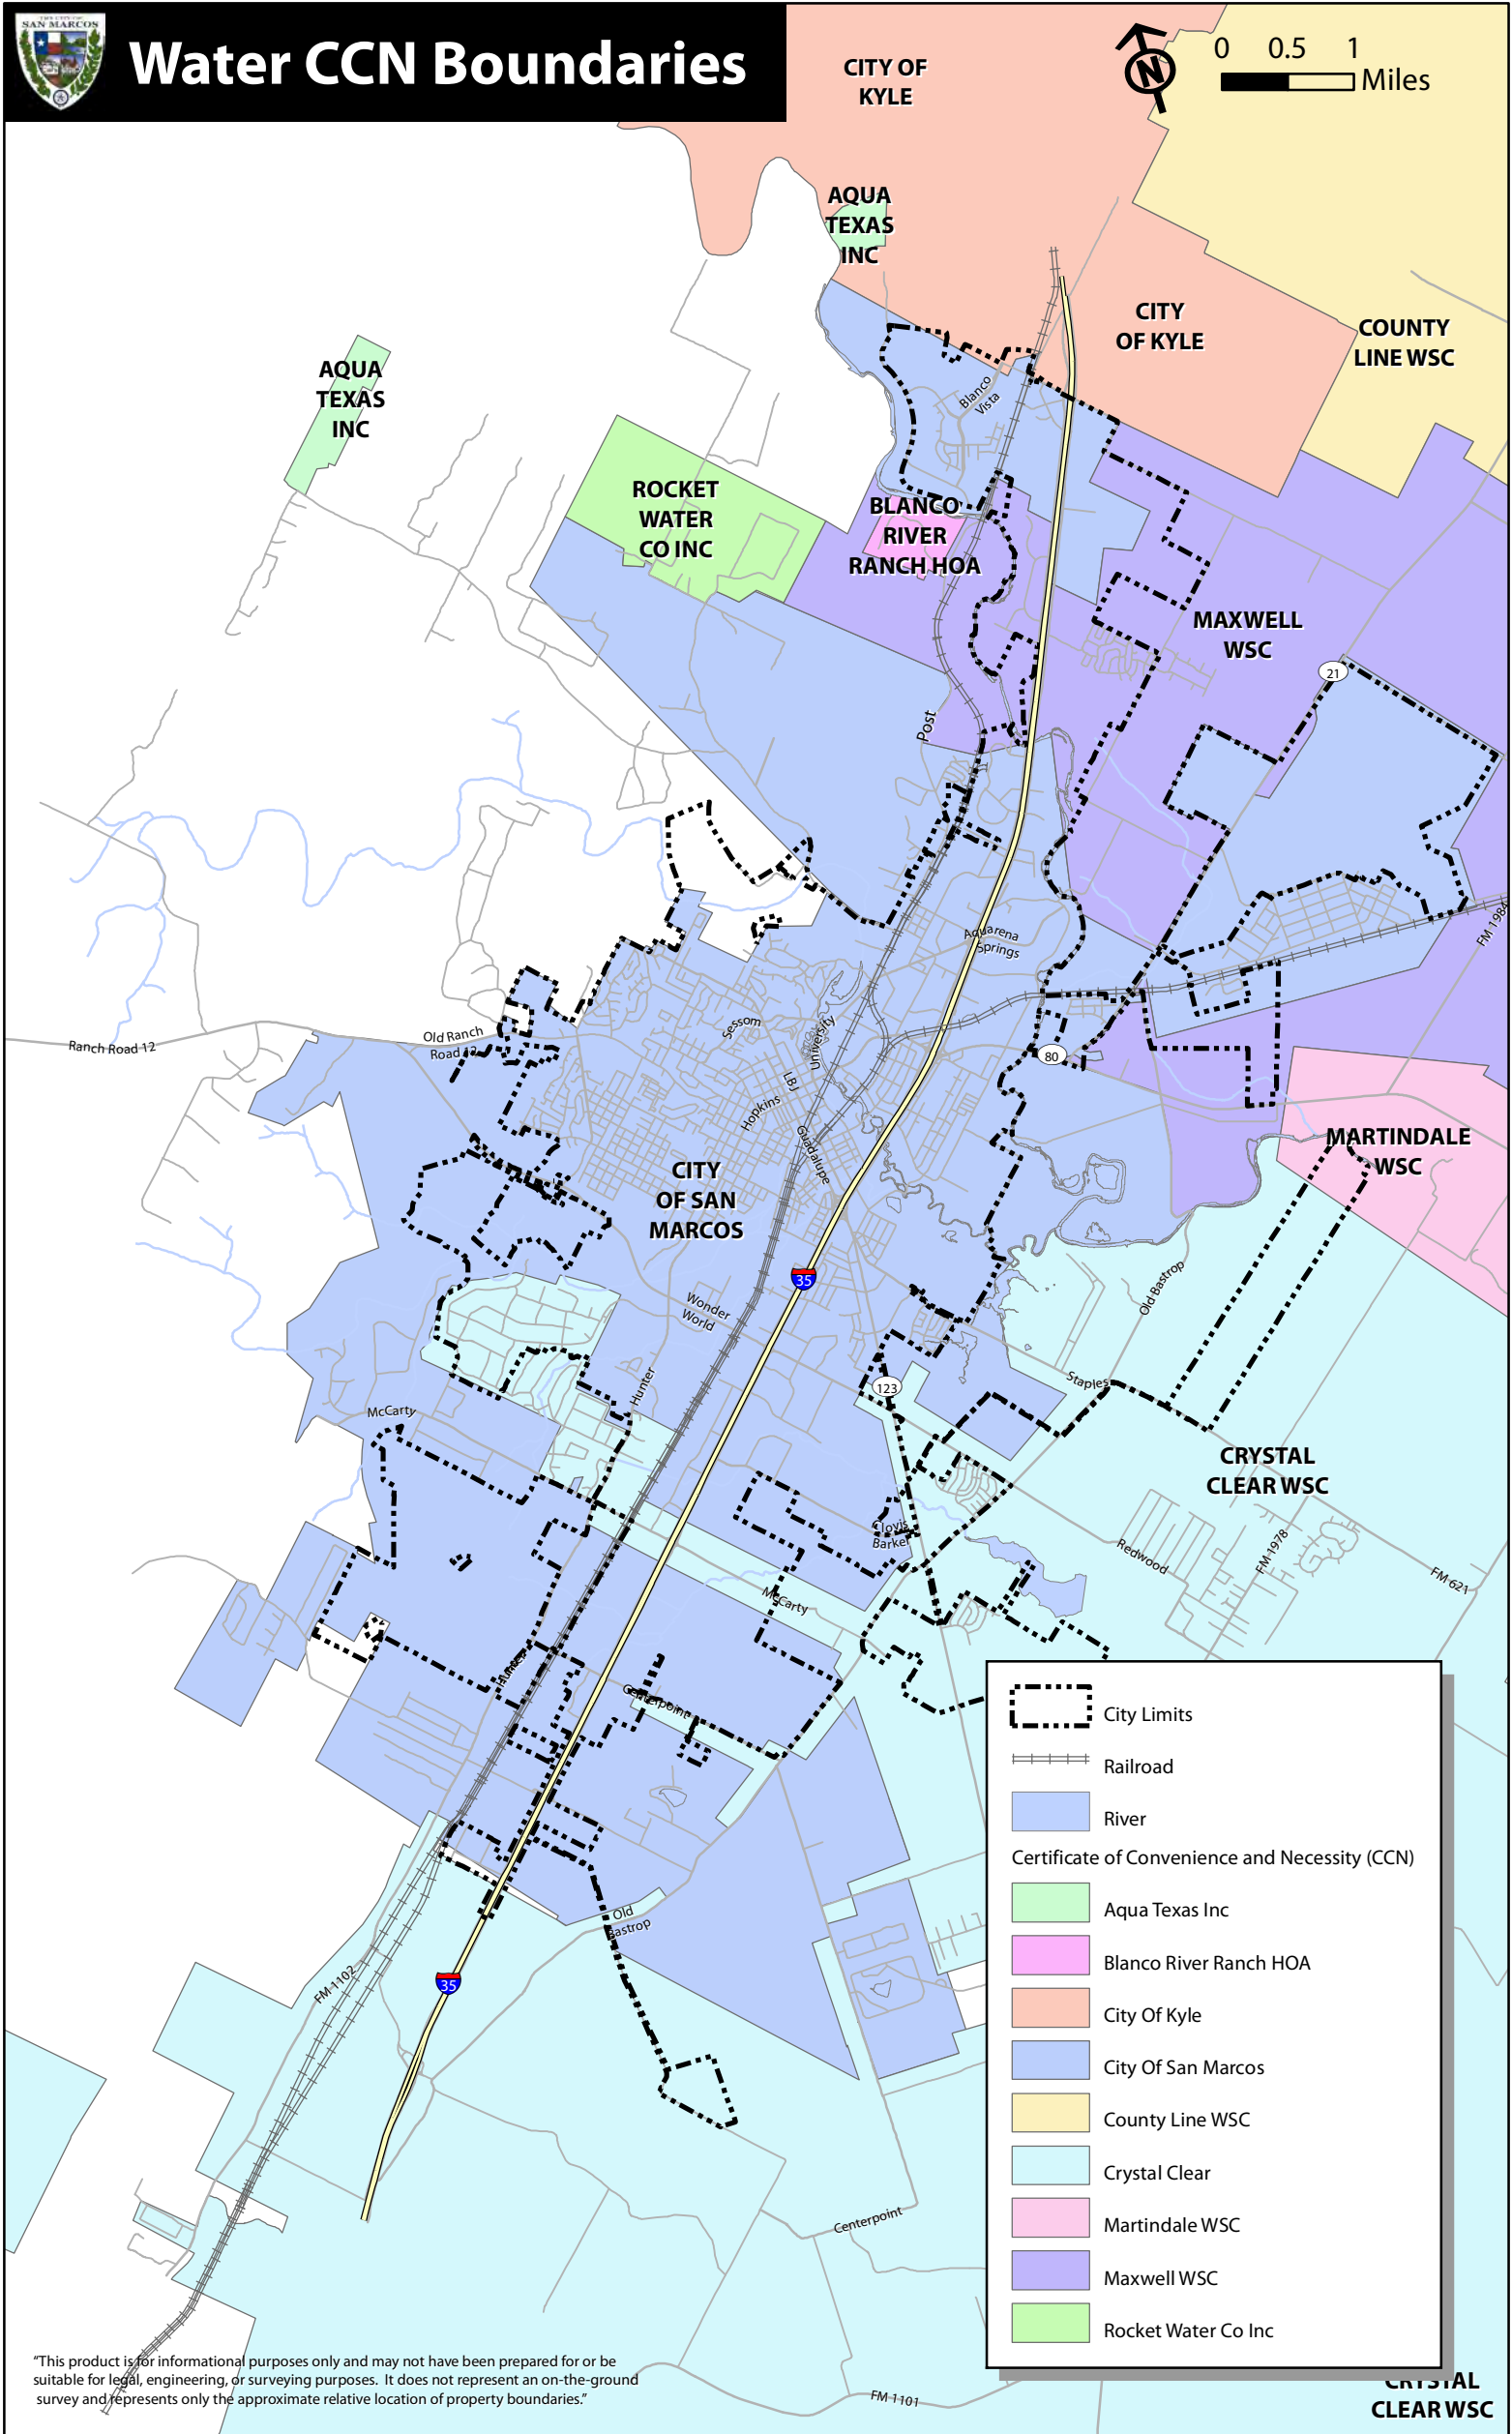 THE CITY OF
SAN MARCOS
Water CCN Boundaries
CITY OF
KYLE
N
0 0.5 1
Miles
AQUA
TEXAS
INC
CITY
OF KYLE
COUNTY
LINE WSC
AQUA
TEXAS
INC
Blanco
Vista
ROCKET
WATER
CO INC
BLANCO
RIVER
RANCH HOA
MAXWELL
WSC
21
Post
FM 1984
Aquarena
Springs
Sessom
University
Old Ranch
Road 12
Ranch Road 12
80
LBJ
Hopkins
Guadalupe
MARTINDALE
WSC
CITY
OF SAN
MARCOS
35
Old Bastrop
Wonder
World
Hunter
123
Staples
McCarty
CRYSTAL
CLEAR WSC
Clovis
Barker
Redwood
FM 1978
FM 621
McCarty
Hunter
Centerpoint
Old
Bastrop
FM 1102
35
Centerpoint
FM 1101
City Limits
Railroad
River
Certificate of Convenience and Necessity (CCN)
Aqua Texas Inc
Blanco River Ranch HOA
City Of Kyle
City Of San Marcos
County Line WSC
Crystal Clear
Martindale WSC
Maxwell WSC
Rocket Water Co Inc
CRYSTAL
CLEAR WSC
“This product is for informational purposes only and may not have been prepared for or be
suitable for legal, engineering, or surveying purposes. It does not represent an on-the-ground
survey and represents only the approximate relative location of property boundaries.”